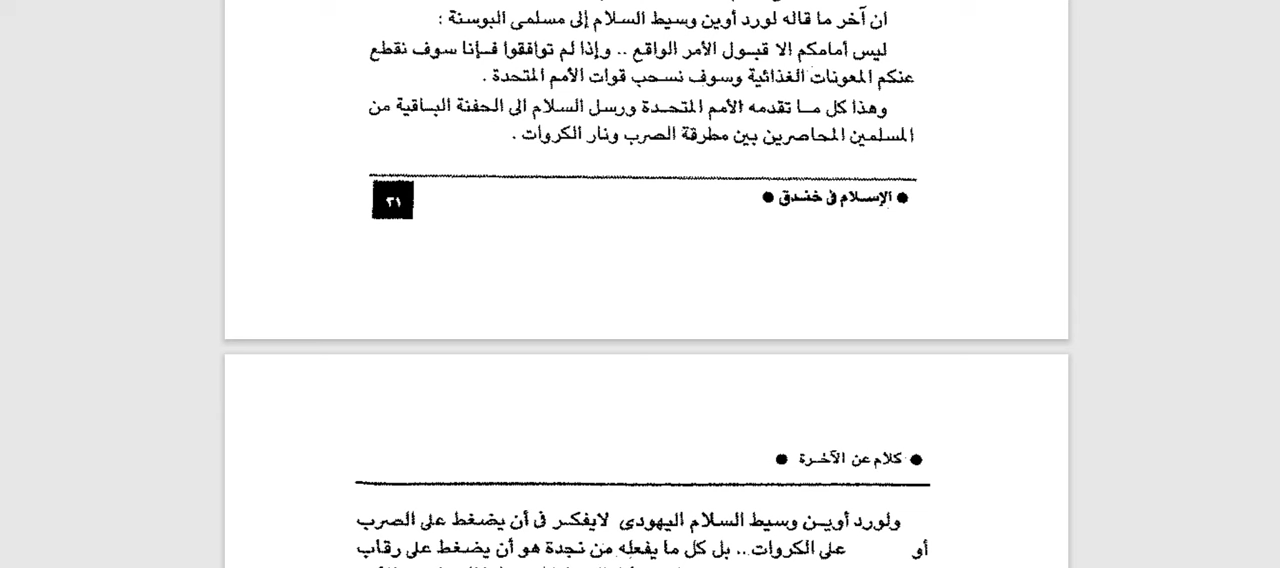 ان آخر ما قاله لورد أوين وسيط السلام إلى مسلمى البوسنة :
ليس أمامكم الا قبول الأمر الواقع .. وإذا لم توافقوا فإنا سوف نقطع
عنكم المعونات الغذائية وسوف نسحب قوات الأمم المتحدة .
وهذا كل ما تقدمه الأمم المتحدة ورسل السلام الى الحفنة الباقية من
المسلمين المحاصرين بين مطرقة الصرب ونار الكروات .
● الإسلام فى خندق ●
٣١
● كلام عن الآخرة ●
ولورد أوين وسيط السلام اليهودى لايفكر فى أن يضغط على الصرب
أو على الكروات .. بل كل ما يفعله من نجدة هو أن يضغط على رقاب